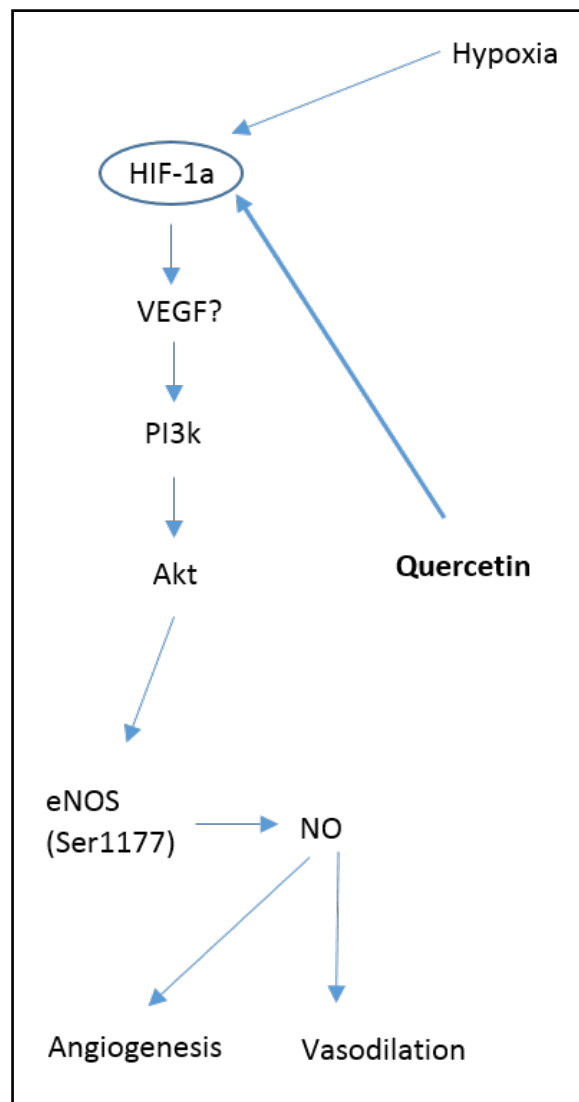 Hypoxia
HIF-1a
VEGF?
PI3k
Akt
Quercetin
eNOS
(Ser1177)
NO
Angiogenesis
Vasodilation